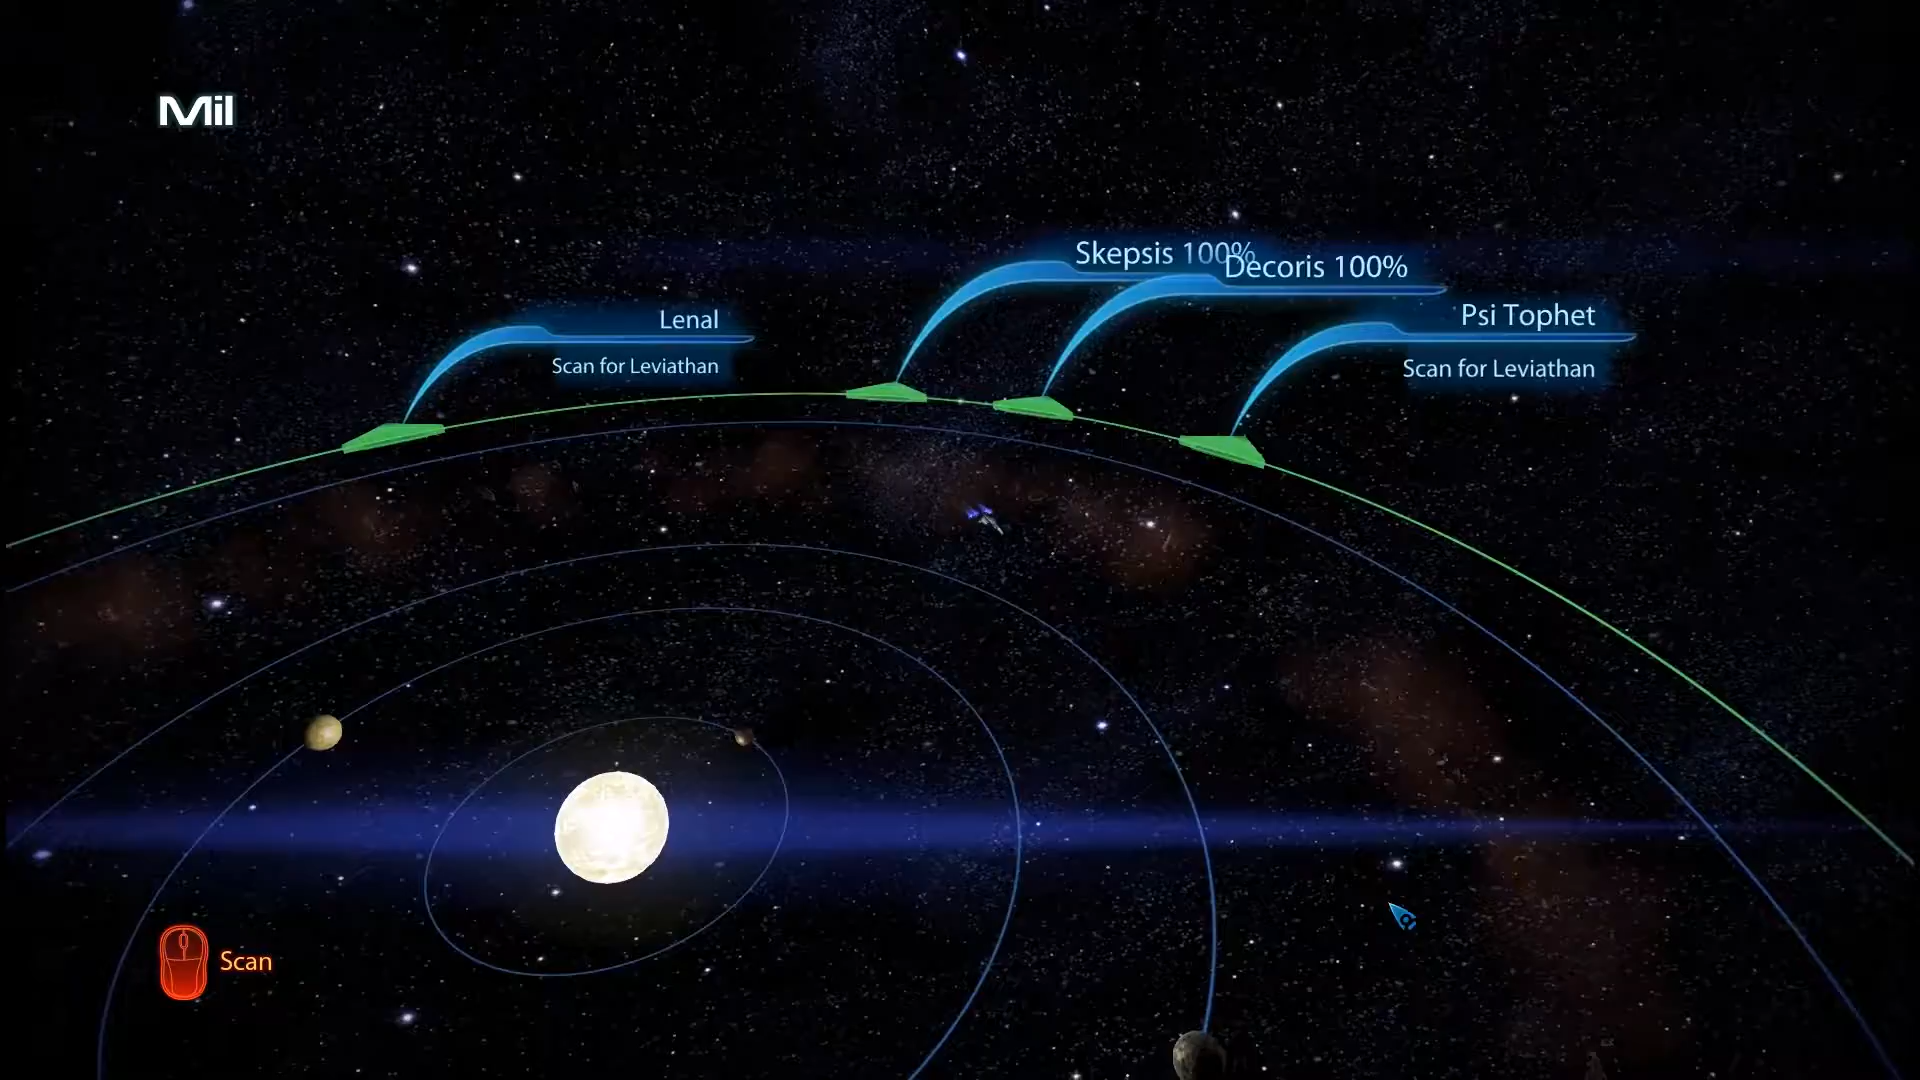 Mil
Skepsis 100%
Decoris 100%
Psi Tophet
Scan for Leviathan
Lenal
Scan for Leviathan
Scan